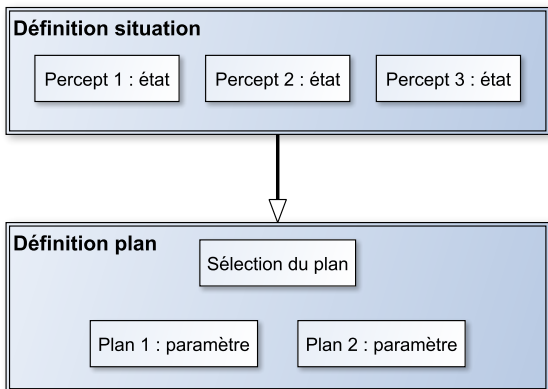 Définition situation
Percept 1 : état
Percept 2 : état
Percept 3 : état
Définition plan
Sélection du plan
Plan 1 : paramètre
Plan 2 : paramètre